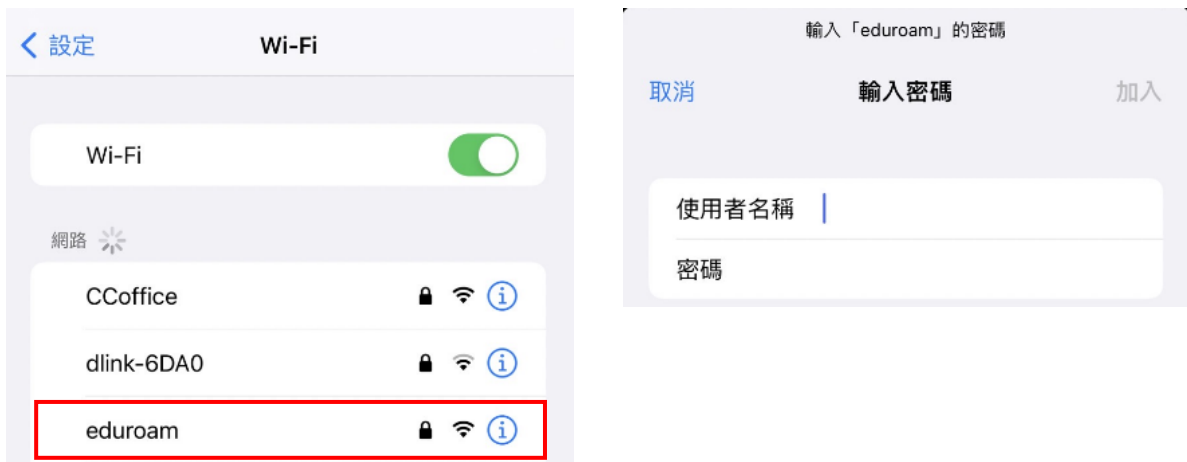 設定
Wi-Fi
Wi-Fi
網路
CCoffice
dlink-6DA0
eduroam
輸入「eduroam」的密碼
取消 輸入密碼 加入
使用者名稱
密碼